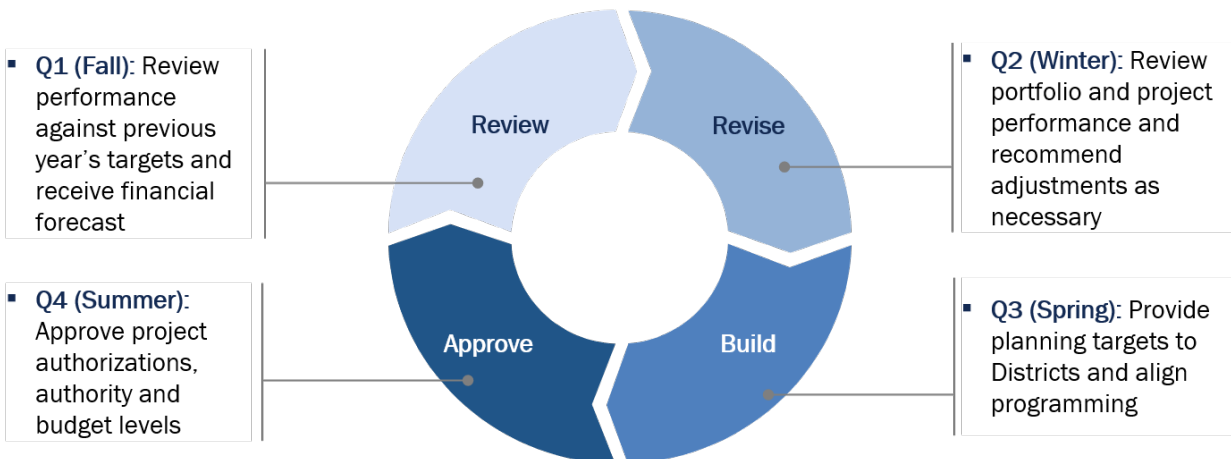 ▪ Q1 (Fall): Review
performance
against previous
year’s targets and
receive financial
forecast
Review
Revise
▪ Q2 (Winter): Review
portfolio and project
performance and
recommend
adjustments as
necessary
▪ Q4 (Summer):
Approve project
authorizations,
authority and
budget levels
Approve
Build
▪ Q3 (Spring): Provide
planning targets to
Districts and align
programming